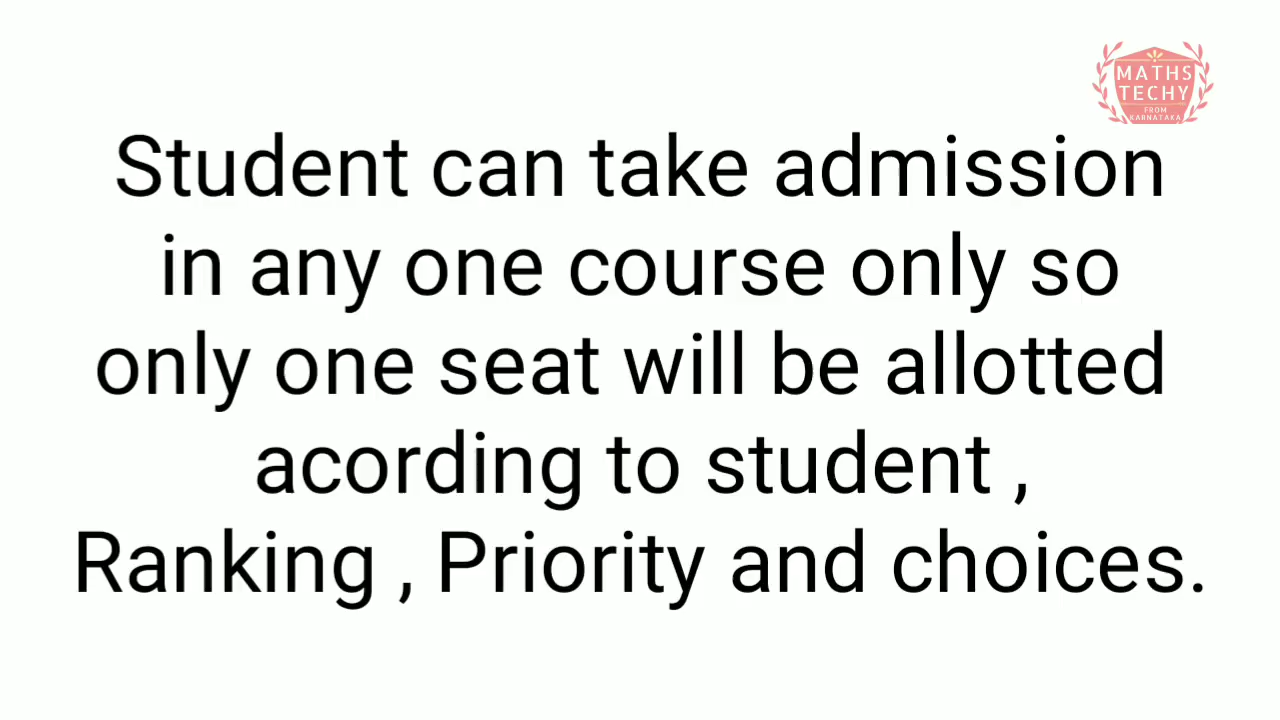 MATHS
TECHY
FROM
KARNATAKA
Student can take admission
in any one course only so
only one seat will be allotted
acording to student ,
Ranking , Priority and choices.